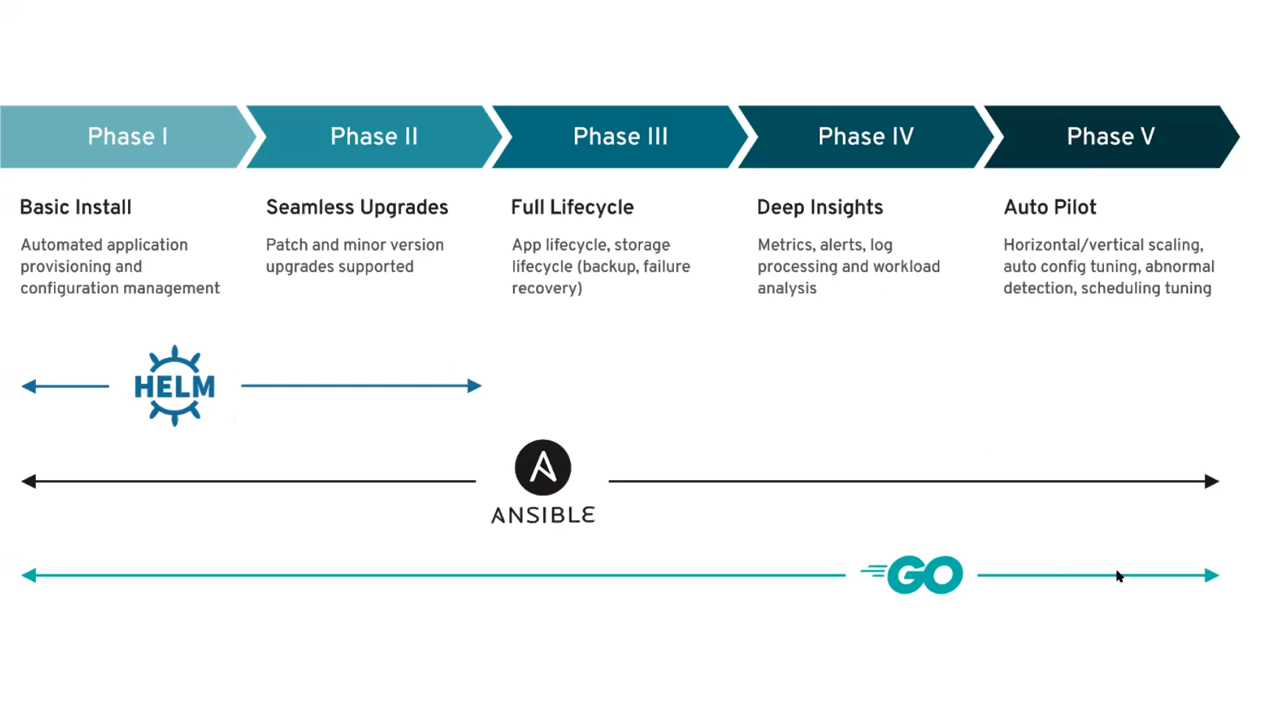 Phase I
Phase II
Phase III
Phase IV
Phase V
Basic Install
Automated application
provisioning and
configuration management
Seamless Upgrades
Patch and minor version
upgrades supported
Full Lifecycle
App lifecycle, storage
lifecycle (backup, failure
recovery)
Deep Insights
Metrics, alerts, log
processing and workload
analysis
Auto Pilot
Horizontal/vertical scaling,
auto config tuning, abnormal
detection, scheduling tuning
HELM
A
ANSIBLE
GO